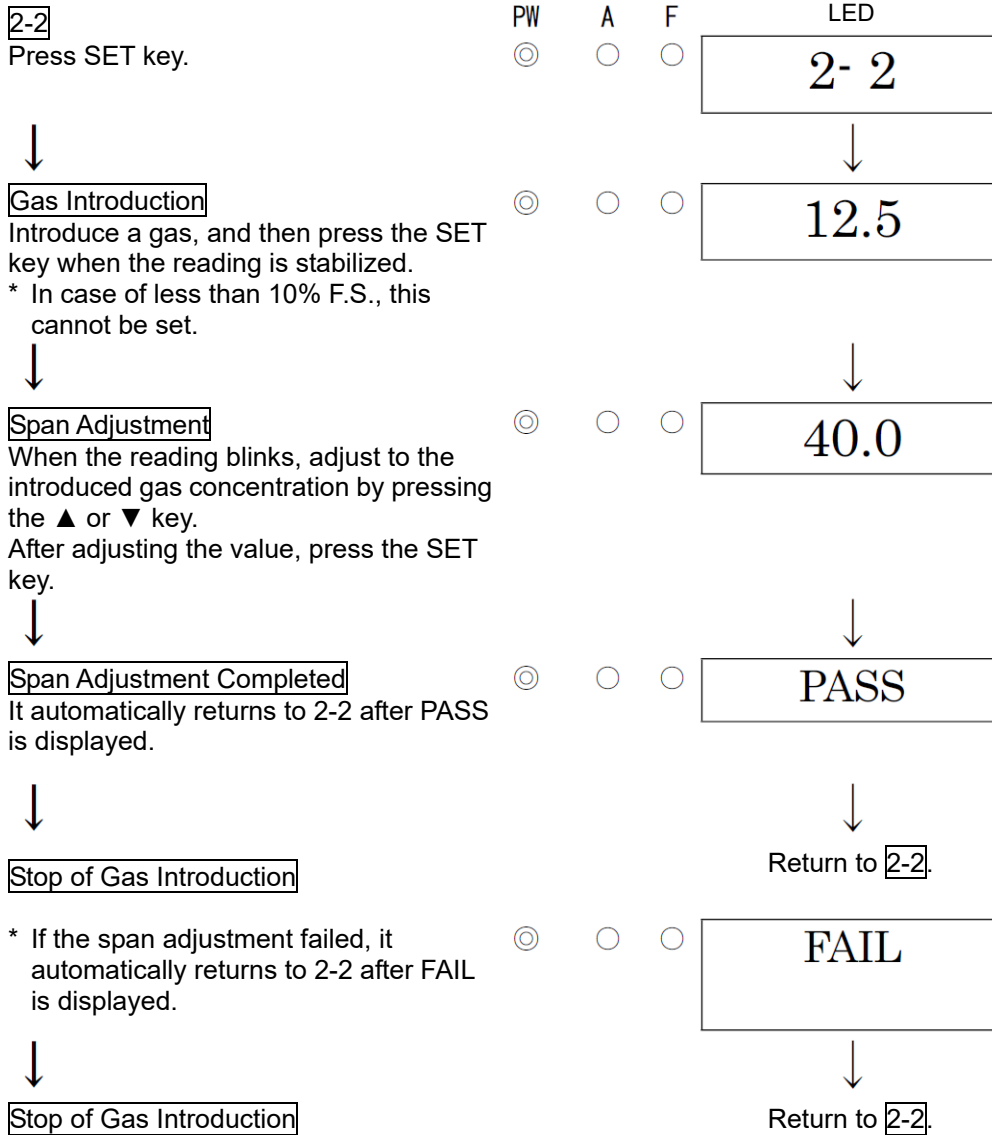 2-2
PW A F LED
Press SET key.
◎ ○ ○ 2- 2
↓ ↓
Gas Introduction
◎ ○ ○ 12.5
Introduce a gas, and then press the SET
key when the reading is stabilized.
* In case of less than 10% F.S., this
cannot be set.
↓ ↓
Span Adjustment
◎ ○ ○ 40.0
When the reading blinks, adjust to the
introduced gas concentration by pressing
the ▲ or ▼ key.
After adjusting the value, press the SET
key.
↓ ↓
Span Adjustment Completed
◎ ○ ○ PASS
It automatically returns to 2-2 after PASS
is displayed.
↓ ↓
Stop of Gas Introduction
Return to 2-2.
* If the span adjustment failed, it
automatically returns to 2-2 after FAIL
is displayed.
◎ ○ ○ FAIL
↓ ↓
Stop of Gas Introduction
Return to 2-2.